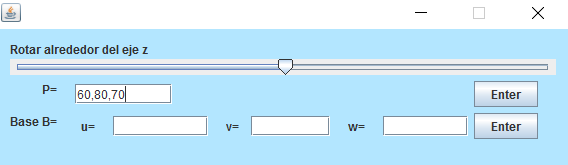 Rotar alrededor del eje z
P= 60,80,70 Enter
Base B= u= v= w= Enter